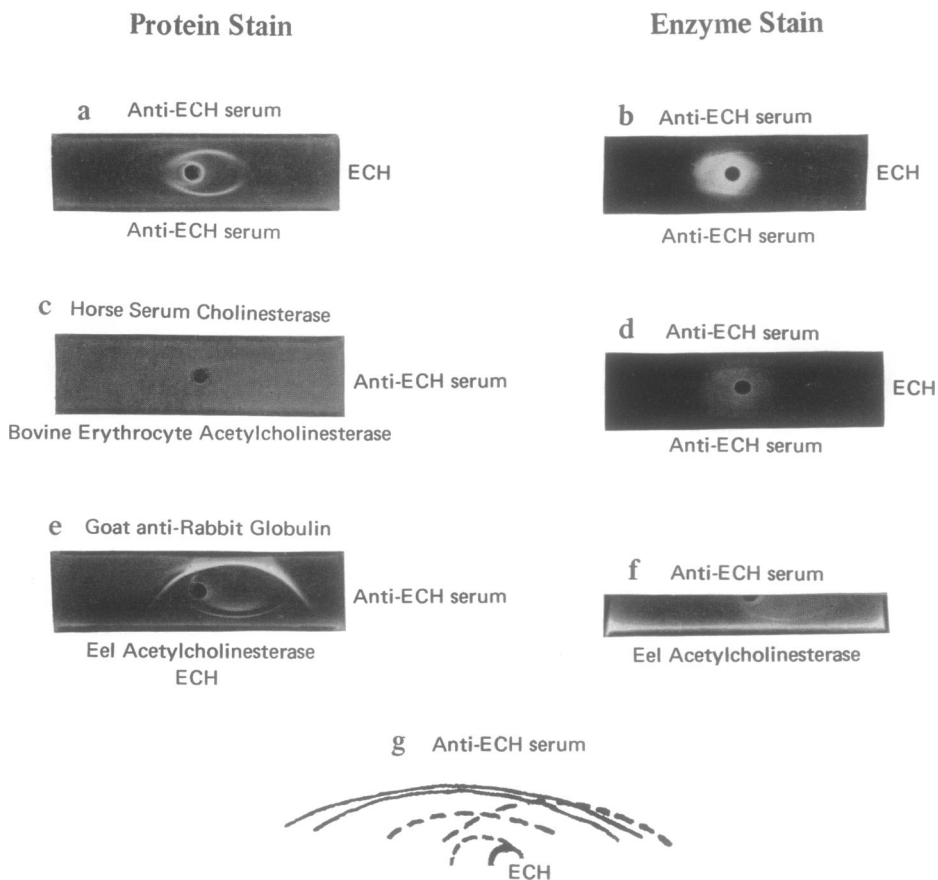 Protein Stain
Enzyme Stain
a Anti-ECH serum
ECH
Anti-ECH serum
b Anti-ECH serum
ECH
Anti-ECH serum
c Horse Serum Cholinesterase
Anti-ECH serum
Bovine Erythrocyte Acetylcholinesterase
d Anti-ECH serum
ECH
Anti-ECH serum
e Goat anti-Rabbit Globulin
Anti-ECH serum
Eel Acetylcholinesterase
ECH
f Anti-ECH serum
Eel Acetylcholinesterase
g Anti-ECH serum
ECH